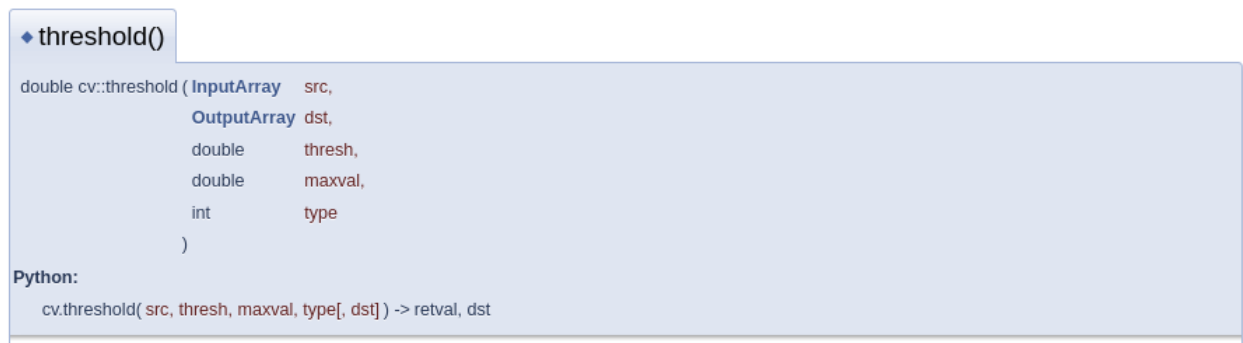 ◆ threshold()
double cv::threshold ( InputArray src,
OutputArray dst,
double thresh,
double maxval,
int type
)
Python:
cv.threshold( src, thresh, maxval, type[, dst] ) -> retval, dst